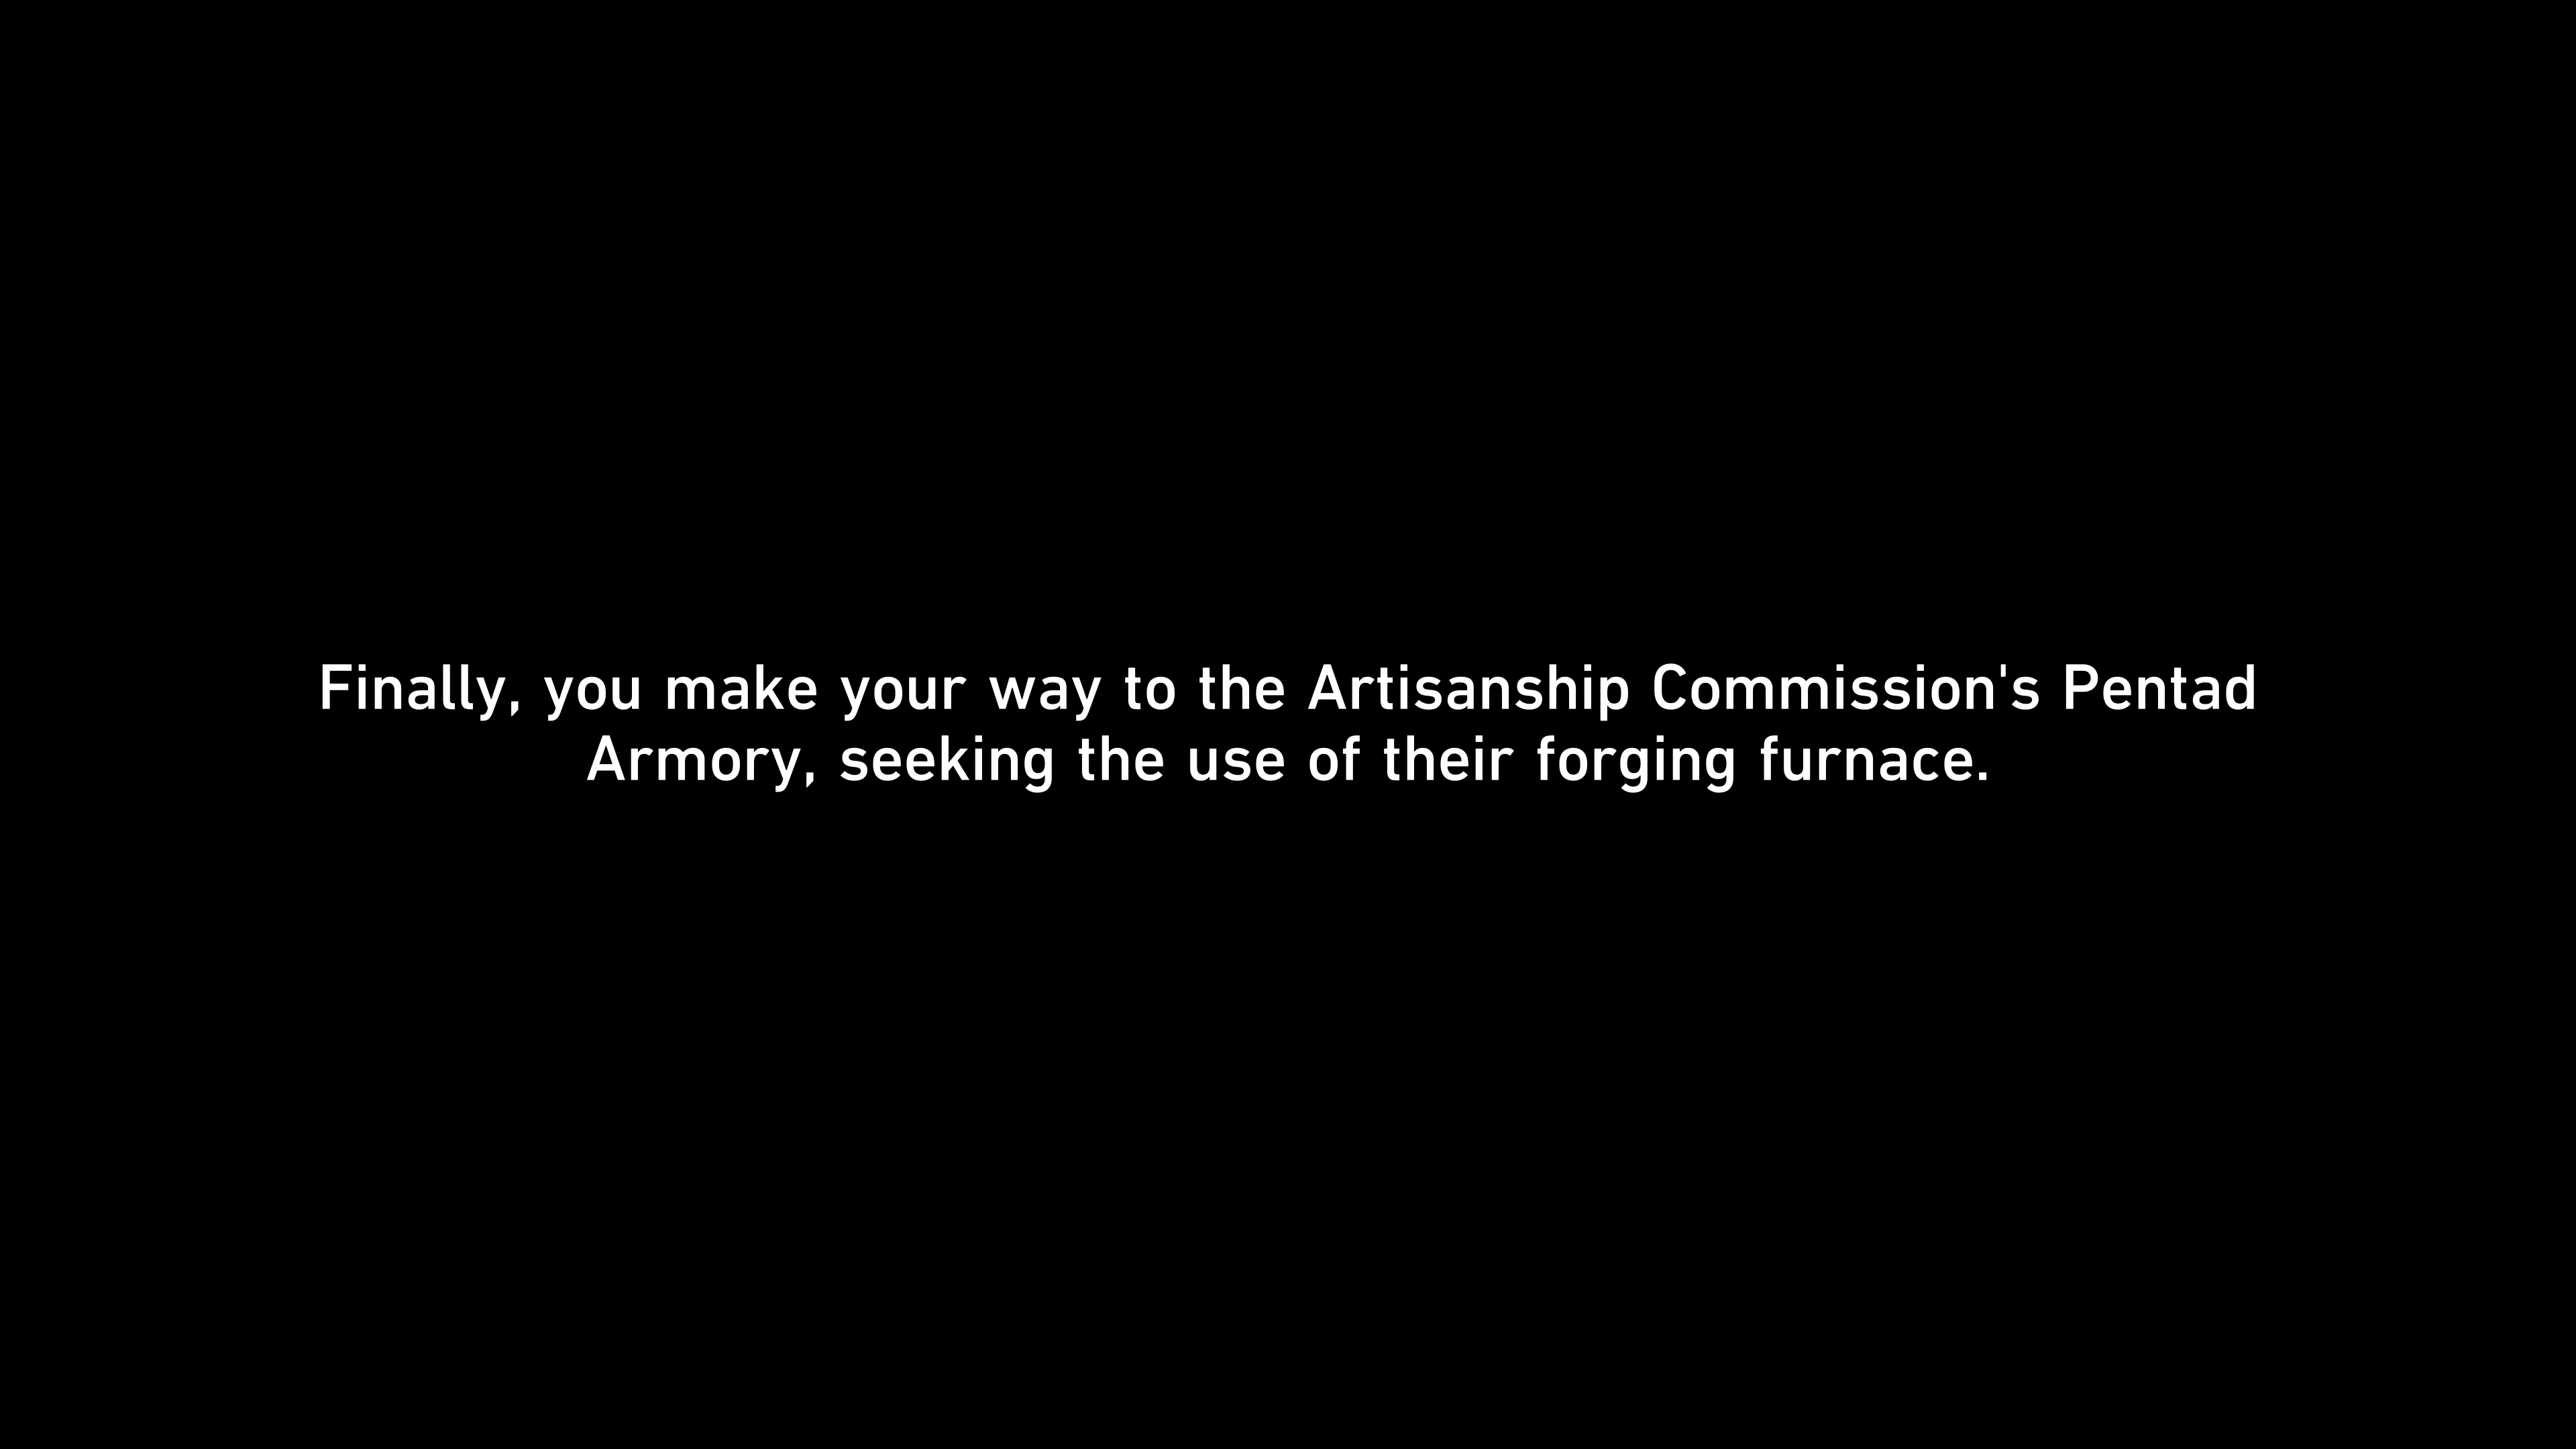 Finally, you make your way to the Artisanship Commission's Pentad
Armory, seeking the use of their forging furnace.